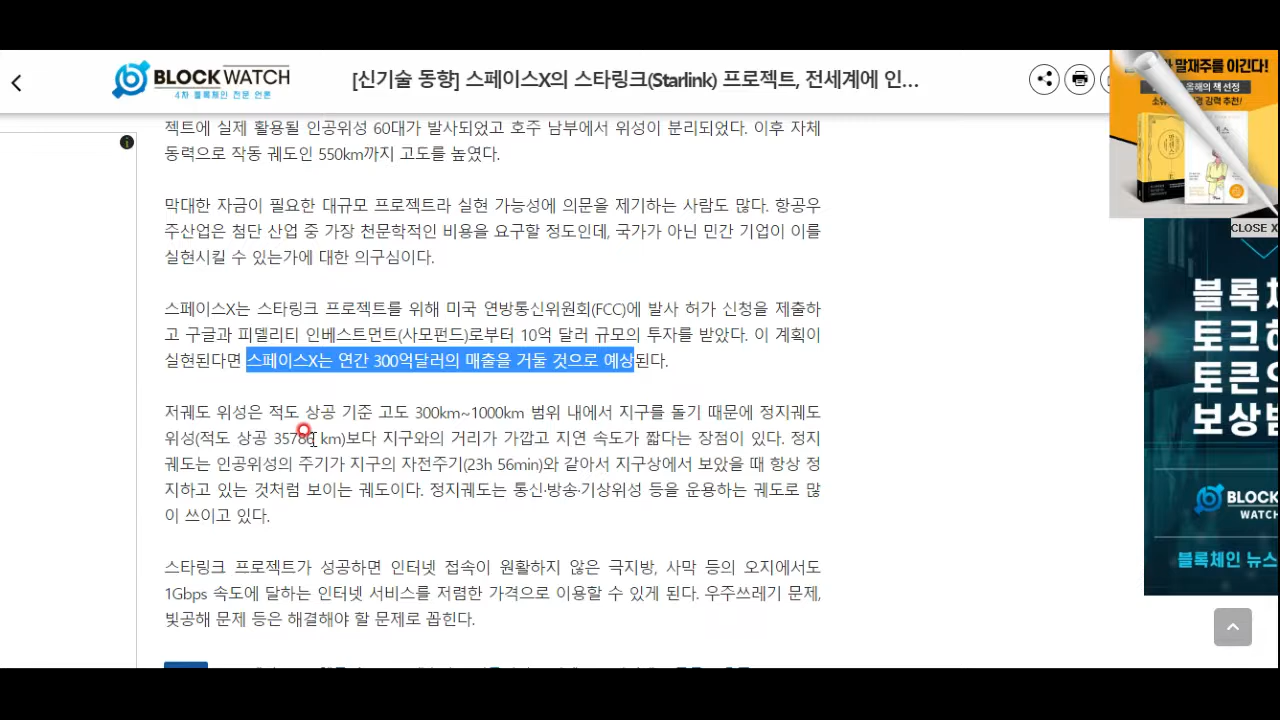 BLOCKWATCH
4차 블록체인 전문 언론
[신기술 동향] 스페이스X의 스타링크(Starlink) 프로젝트, 전세계에 인...
젝트에 실제 활용될 인공위성 60대가 발사되었고 호주 남부에서 위성이 분리되었다. 이후 자체
동력으로 작동 궤도인 550km까지 고도를 높였다.
막대한 자금이 필요한 대규모 프로젝트라 실현 가능성에 의문을 제기하는 사람도 많다. 항공우
주산업은 첨단 산업 중 가장 천문학적인 비용을 요구할 정도인데, 국가가 아닌 민간 기업이 이를
실현시킬 수 있는가에 대한 의구심이다.
스페이스X는 스타링크 프로젝트를 위해 미국 연방통신위원회(FCC)에 발사 허가 신청을 제출하
고 구글과 피델리티 인베스트먼트(사모펀드)로부터 10억 달러 규모의 투자를 받았다. 이 계획이
실현된다면 스페이스X는 연간 300억달러의 매출을 거둘 것으로 예상된다.
저궤도 위성은 적도 상공 기준 고도 300km~1000km 범위 내에서 지구를 돌기 때문에 정지궤도
위성(적도 상공 35786 km)보다 지구와의 거리가 가깝고 지연 속도가 짧다는 장점이 있다. 정지
궤도는 인공위성의 주기가 지구의 자전주기(23h 56min)와 같아서 지구상에서 보았을 때 항상 정
지하고 있는 것처럼 보이는 궤도이다. 정지궤도는 통신·방송·기상위성 등을 운용하는 궤도로 많
이 쓰이고 있다.
스타링크 프로젝트가 성공하면 인터넷 접속이 원활하지 않은 극지방, 사막 등의 오지에서도
1Gbps 속도에 달하는 인터넷 서비스를 저렴한 가격으로 이용할 수 있게 된다. 우주쓰레기 문제,
빛공해 문제 등은 해결해야 할 문제로 꼽힌다.
말재주를 이긴다!
올해의 책 선정
강력 추천!
CLOSE X
블록체
토크
토큰
보상
BLOCK
WATCH
블록체인 뉴스